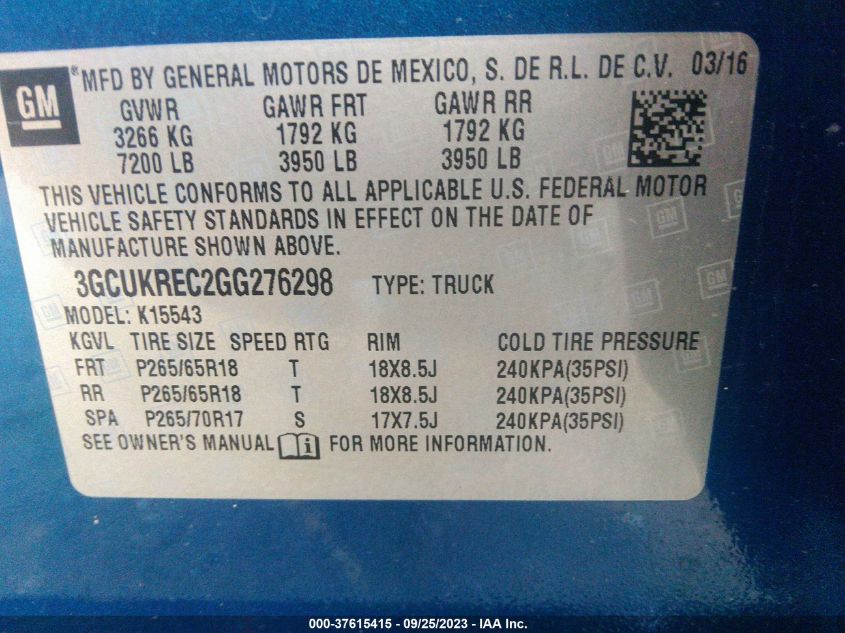 GM ® MFD BY GENERAL MOTORS DE MEXICO, S. DE R.L. DE C.V. 03/16
GVWR GAWR FRT GAWR RR
3266 KG 1792 KG 1792 KG
7200 LB 3950 LB 3950 LB
THIS VEHICLE CONFORMS TO ALL APPLICABLE U.S. FEDERAL MOTOR
VEHICLE SAFETY STANDARDS IN EFFECT ON THE DATE OF
MANUFACTURE SHOWN ABOVE.
3GCUKREC2GG276298 TYPE: TRUCK
MODEL: K15543
KGVL TIRE SIZE SPEED RTG RIM COLD TIRE PRESSURE
FRT P265/65R18 T 18X8.5J 240KPA(35PSI)
RR P265/65R18 T 18X8.5J 240KPA(35PSI)
SPA P265/70R17 S 17X7.5J 240KPA(35PSI)
SEE OWNER'S MANUAL i FOR MORE INFORMATION.
000-37615415 - 09/25/2023 - IAA Inc.